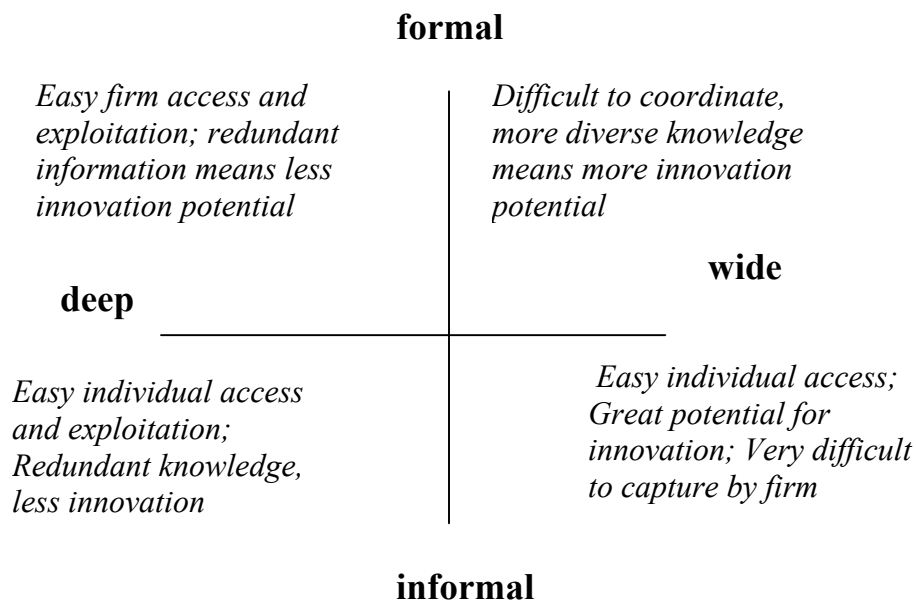 formal
Easy firm access and
exploitation; redundant
information means less
innovation potential
Difficult to coordinate,
more diverse knowledge
means more innovation
potential
wide
deep
Easy individual access
and exploitation;
Redundant knowledge,
less innovation
Easy individual access;
Great potential for
innovation; Very difficult
to capture by firm
informal